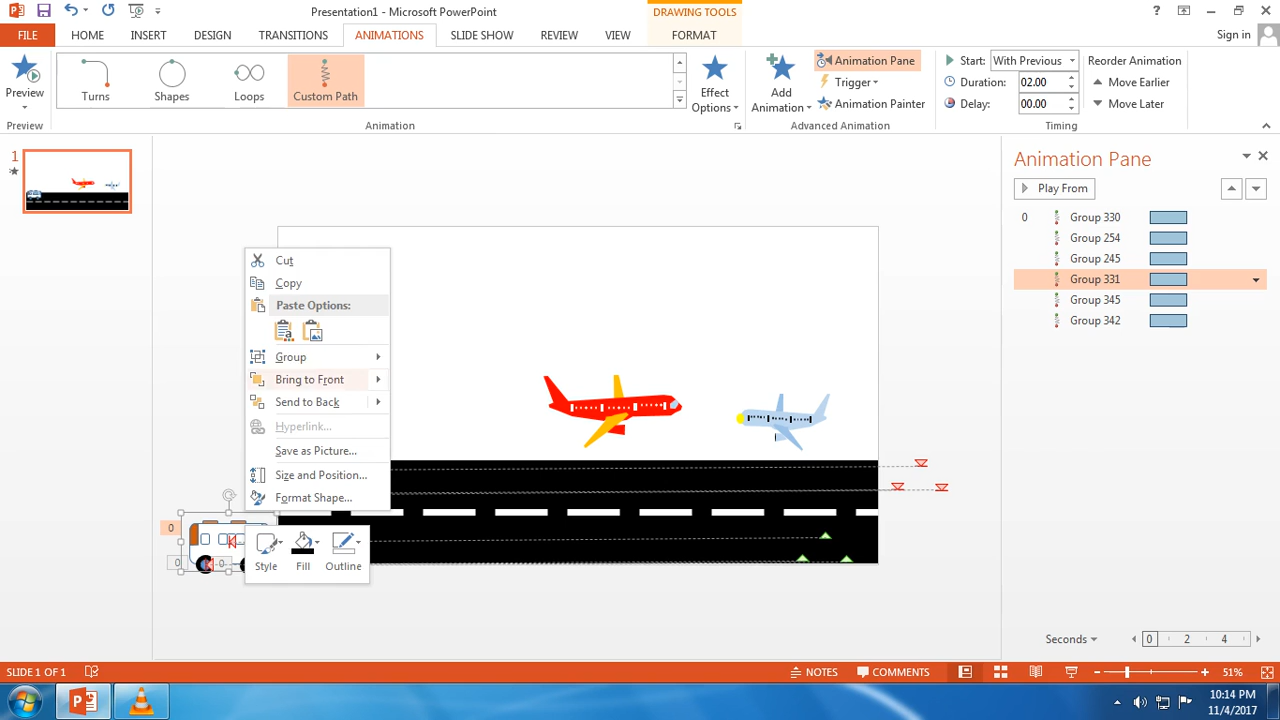 Presentation1 - Microsoft PowerPoint
DRAWING TOOLS
?
FILE
HOME
INSERT
DESIGN
TRANSITIONS
ANIMATIONS
SLIDE SHOW
REVIEW
VIEW
FORMAT
Sign in
Preview
Turns
Shapes
Loops
Custom Path
Effect
Options
Add
Animation
Animation Pane
Trigger
Animation Painter
Start:
With Previous
Duration:
02.00
Delay:
00.00
Reorder Animation
Move Earlier
Move Later
Preview
Animation
Advanced Animation
Timing
1
Cut
Copy
Paste Options:
Group
Bring to Front
Send to Back
Hyperlink...
Save as Picture...
Size and Position...
Format Shape...
0
0
0
Style
Fill
Outline
Animation Pane
Play From
0
Group 330
Group 254
Group 245
Group 331
Group 345
Group 342
Seconds
0
2
4
SLIDE 1 OF 1
NOTES
COMMENTS
51%
10:14 PM
11/4/2017